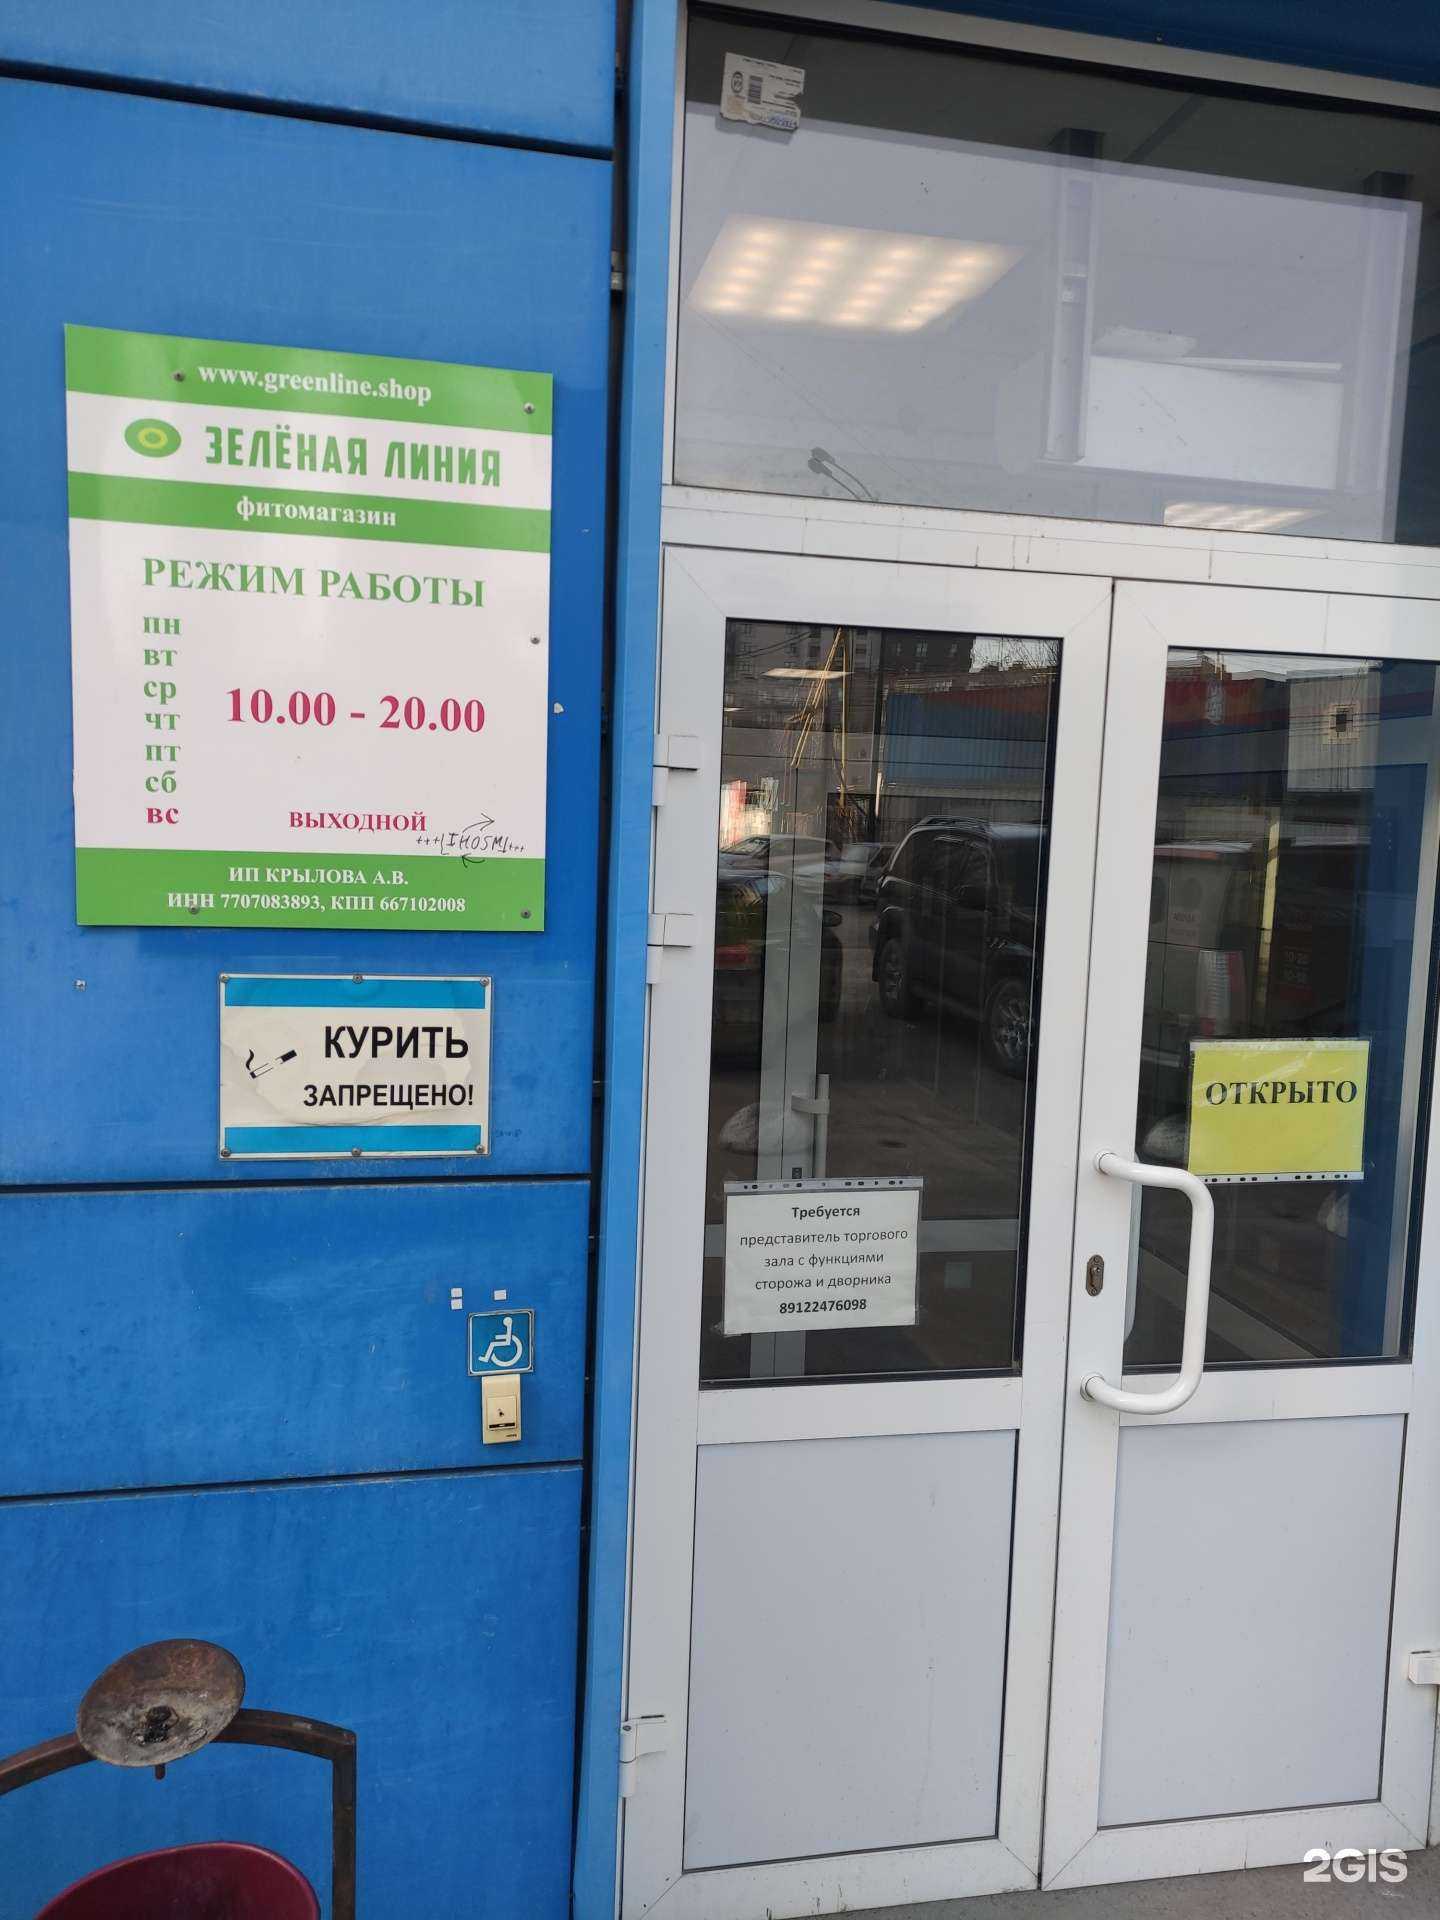 www.greenline.shop
ЗЕЛЁНАЯ ЛИНИЯ
фитомагазин
РЕЖИМ РАБОТЫ
пн
вт
ср
чт
пт
сб
вс
10.00 - 20.00
ВЫХОДНОЙ
ИП КРЫЛОВА А.В.
ИНН 7707083893, КПП 667102008
КУРИТЬ
ЗАПРЕЩЕНО!
Требуется
представитель торгового
зала с функциями
сторожа и дворника
89122476098
ОТКРЫТО
2GIS